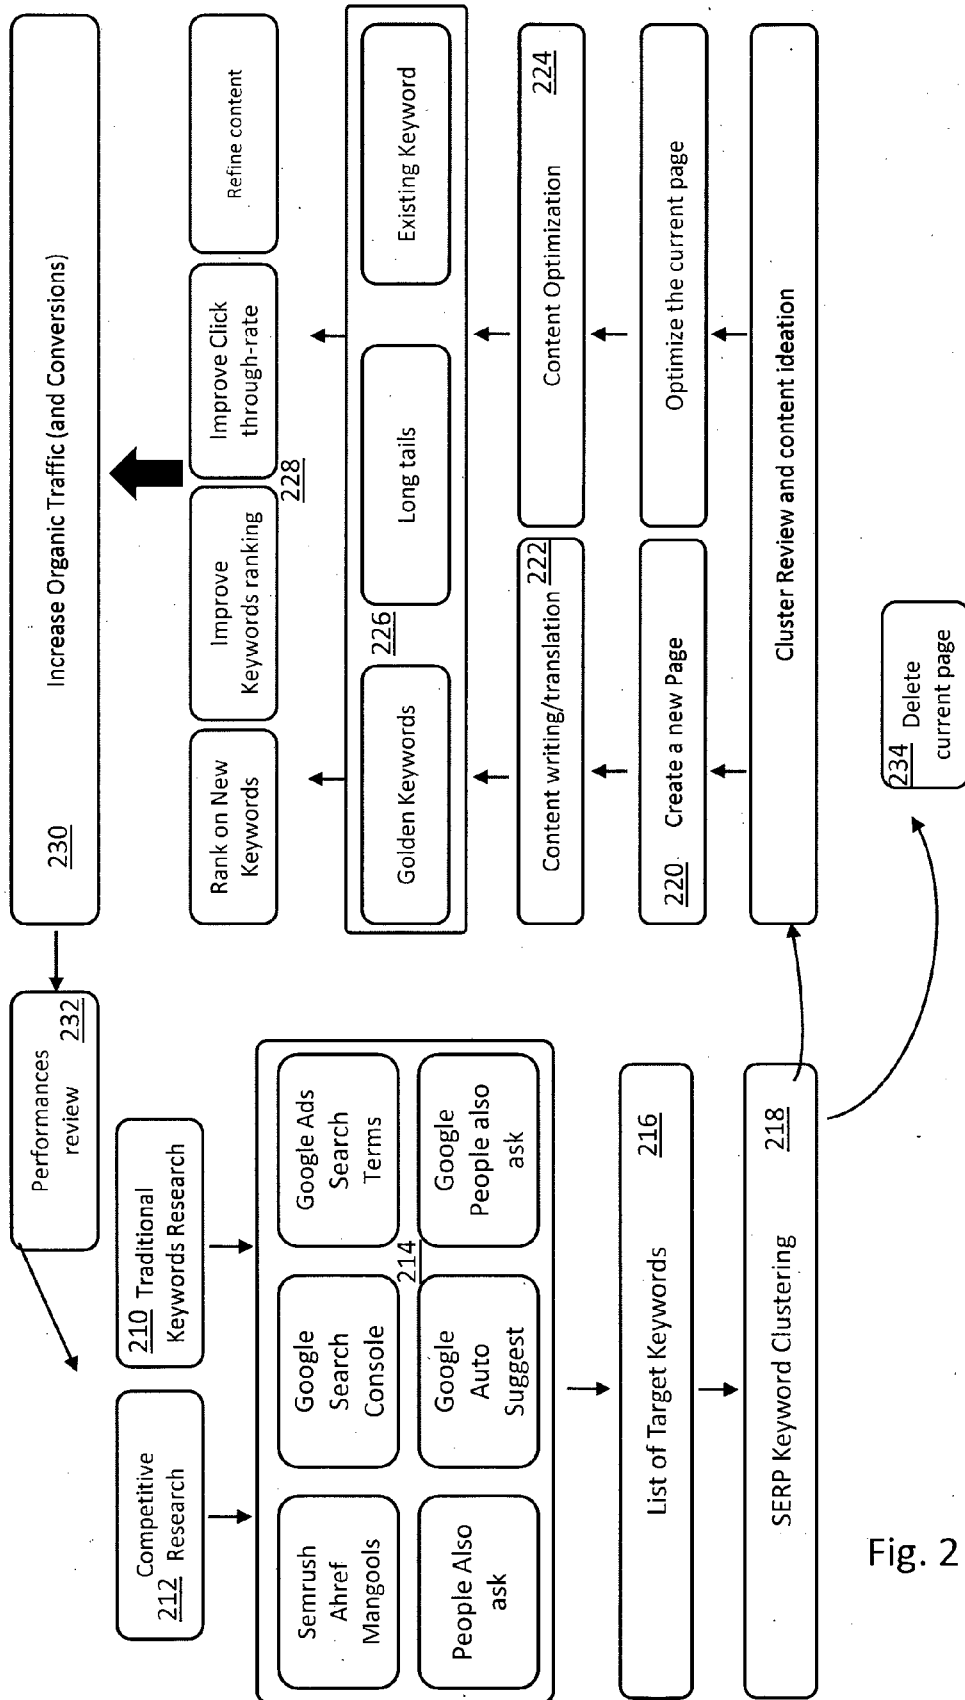 Competitive
212 Research
210 Traditional
Keywords Research
Performances
review 232
Semrush
Ahref
Mangools
Google
Search
Console
Google Ads
Search
Terms
214
People Also
ask
Google
Auto
Suggest
Google
People also
ask
List of Target Keywords 216
SERP Keyword Clustering 218
230 Increase Organic Traffic (and Conversions)
Rank on New
Keywords
Improve
Keywords ranking
Improve Click
through-rate
Refine content
228
Golden Keywords
226
Long tails
Existing Keyword
Content writing/translation 222
Content Optimization 224
220 Create a new Page
Optimize the current page
Cluster Review and content ideation
234 Delete
current page
Fig. 2